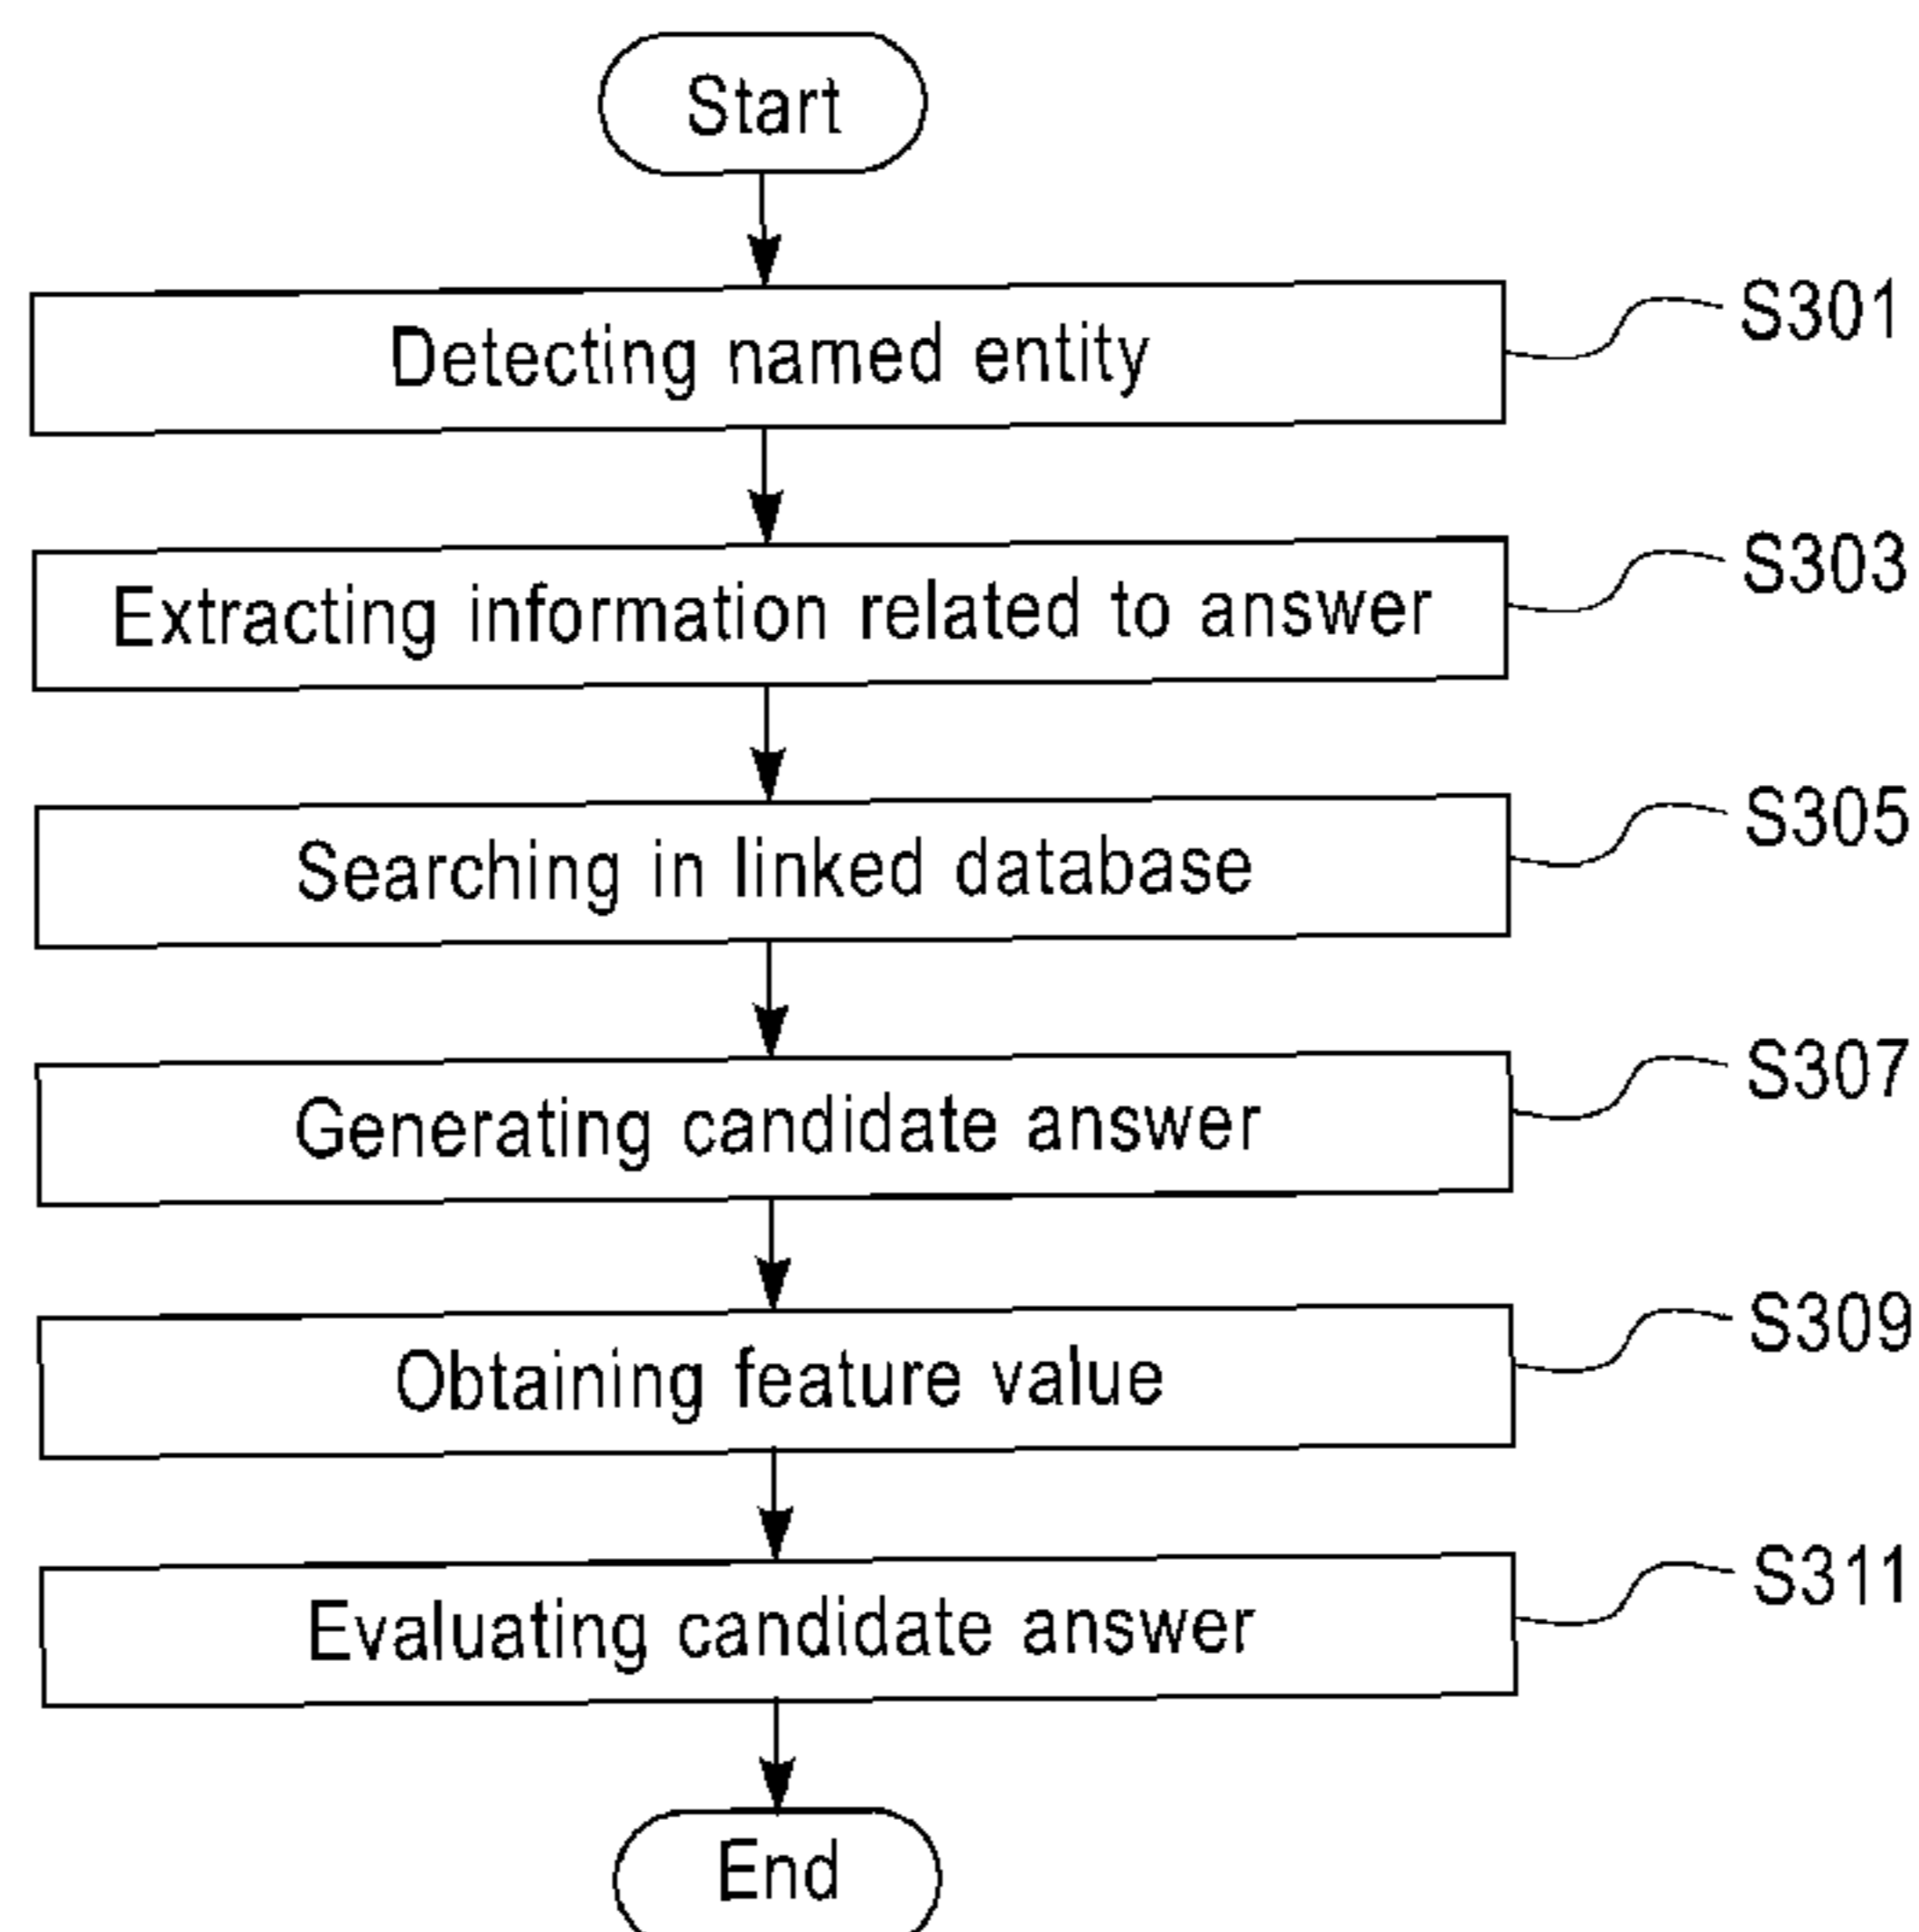 Start
Detecting named entity
S301
Extracting information related to answer
S303
Searching in linked database
S305
Generating candidate answer
S307
Obtaining feature value
S309
Evaluating candidate answer
S311
End